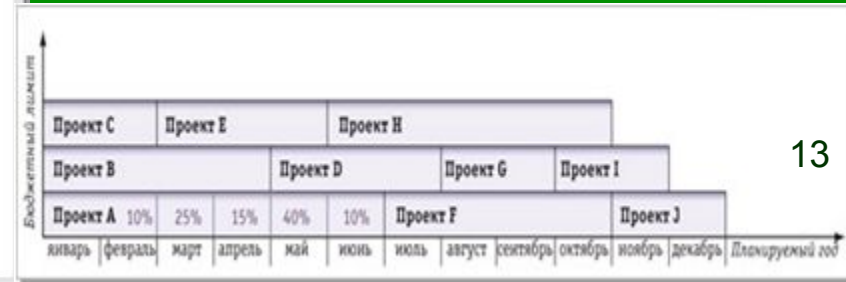 Бюджетный лимит
Проект C Проект E Проект H
Проект B Проект D Проект G Проект I
13
Проект A 10% 25% 15% 40% 10% Проект F Проект J
январь февраль март апрель май июнь июль август сентябрь октябрь ноябрь декабрь Планируемый год